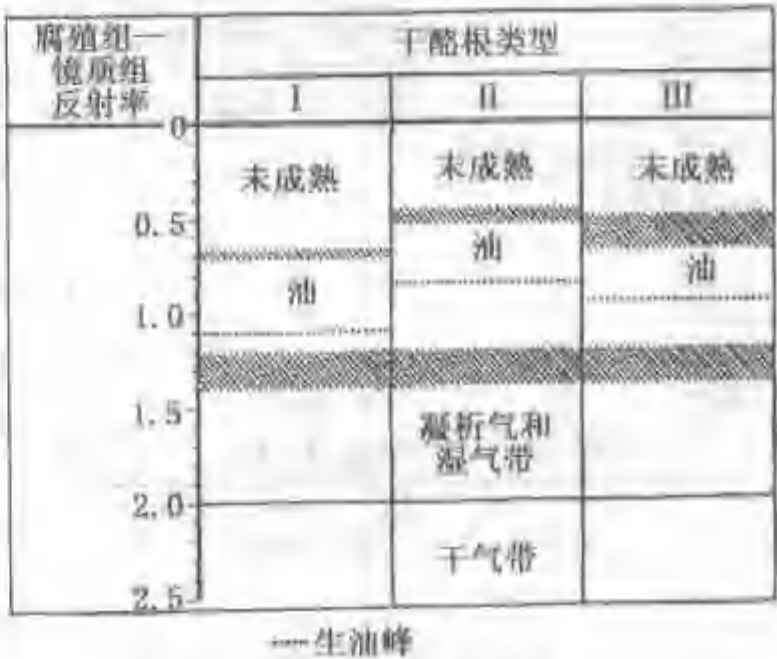 腐殖组一
镜质组
反射率
干酪根类型
I
II
III
0
未成熟
未成熟
未成熟
0.5
油
油
油
1.0
1.5
凝析气和
湿气带
2.0
干气带
2.5
生油峰